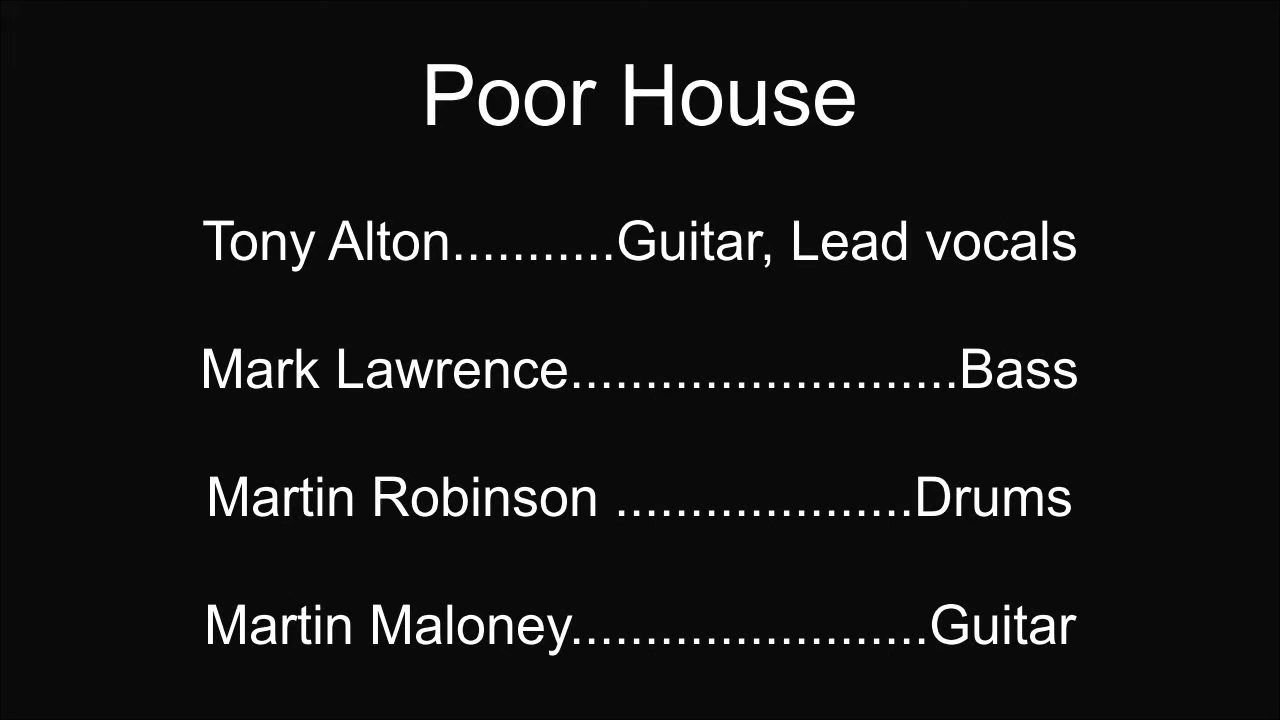 Poor House
Tony Alton...........Guitar, Lead vocals
Mark Lawrence..........................Bass
Martin Robinson ....................Drums
Martin Maloney........................Guitar